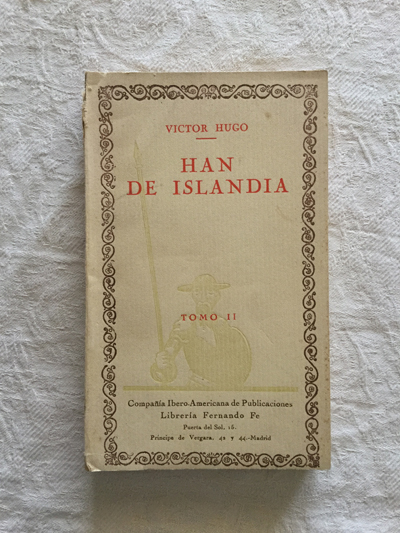 VICTOR HUGO
HAN
DE ISLANDIA
TOMO II
Compañía Ibero-Americana de Publicaciones
Librería Fernando Fe
Puerta del Sol, 15.
Príncipe de Vergara, 42 y 44.-Madrid